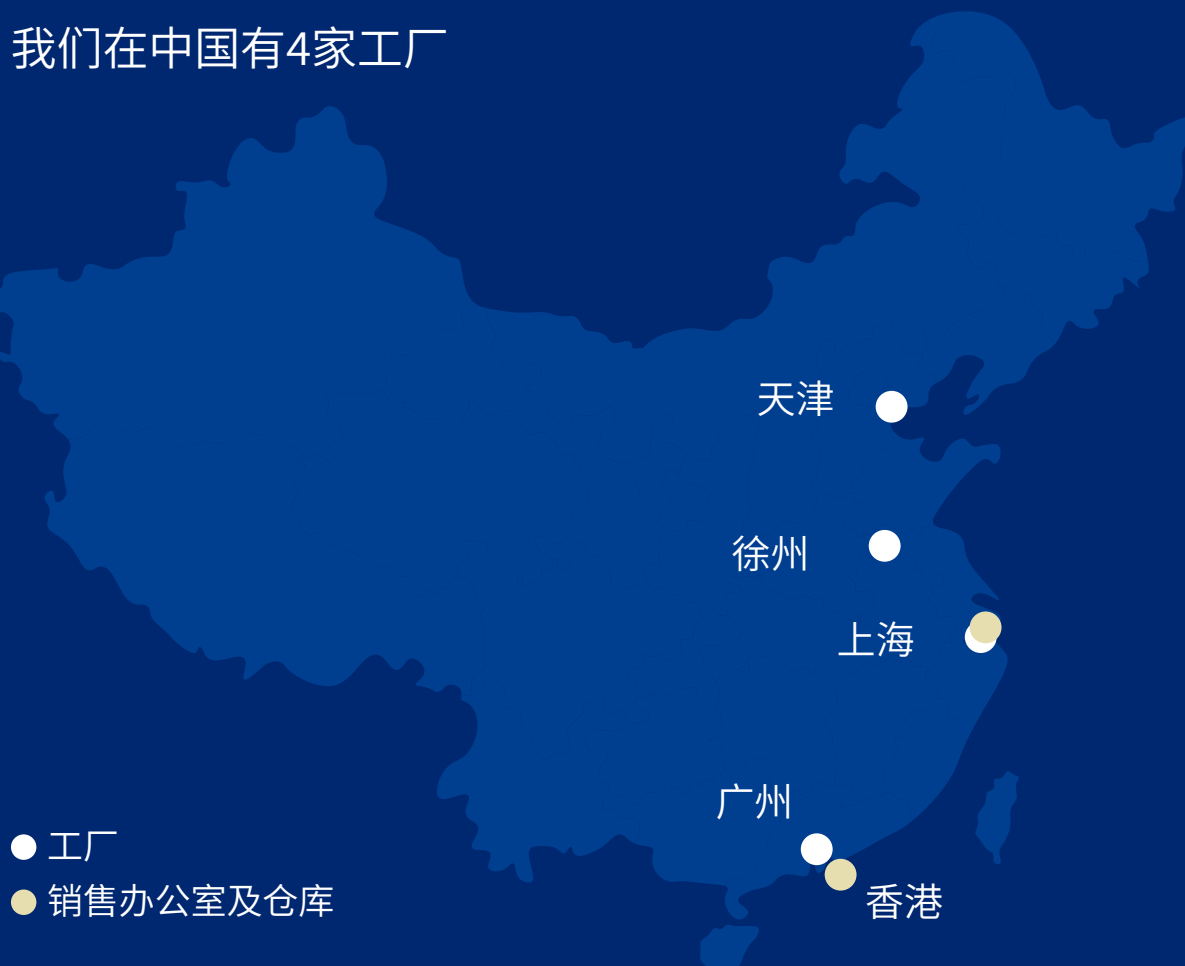 我们在中国有4家工厂
天津
徐州
上海
广州
工厂
销售办公室及仓库
香港